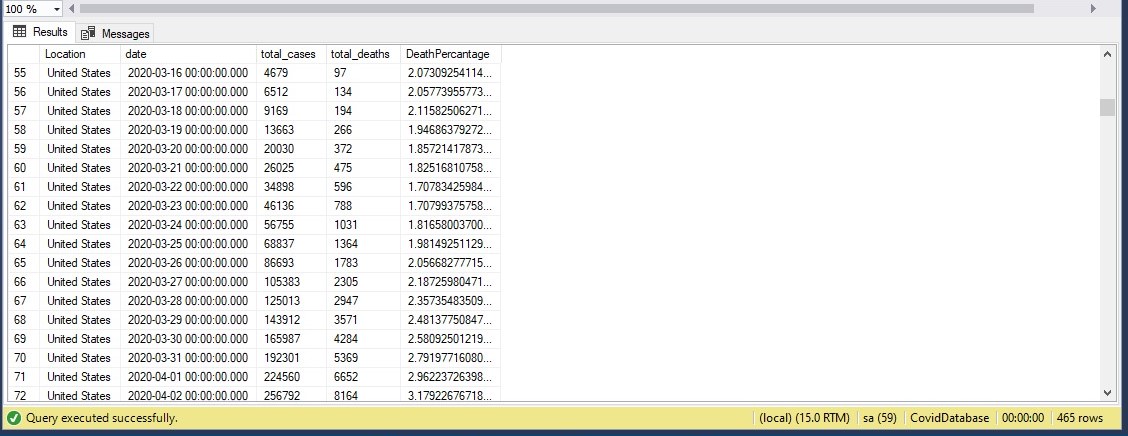 100 %
Results Messages
Location date total_cases total_deaths DeathPercentage
55 United States 2020-03-16 00:00:00.000 4679 97 2.07309254114...
56 United States 2020-03-17 00:00:00.000 6512 134 2.05773955773...
57 United States 2020-03-18 00:00:00.000 9169 194 2.11582506271...
58 United States 2020-03-19 00:00:00.000 13663 266 1.94686379272...
59 United States 2020-03-20 00:00:00.000 20030 372 1.85721417873...
60 United States 2020-03-21 00:00:00.000 26025 475 1.82516810758...
61 United States 2020-03-22 00:00:00.000 34898 596 1.70783425984...
62 United States 2020-03-23 00:00:00.000 46136 788 1.70799375758...
63 United States 2020-03-24 00:00:00.000 56755 1031 1.81658003700...
64 United States 2020-03-25 00:00:00.000 68837 1364 1.98149251129...
65 United States 2020-03-26 00:00:00.000 86693 1783 2.05668277715...
66 United States 2020-03-27 00:00:00.000 105383 2305 2.18725980471...
67 United States 2020-03-28 00:00:00.000 125013 2947 2.35735483509...
68 United States 2020-03-29 00:00:00.000 143912 3571 2.48137750847...
69 United States 2020-03-30 00:00:00.000 165987 4284 2.58092501219...
70 United States 2020-03-31 00:00:00.000 192301 5369 2.79197716080...
71 United States 2020-04-01 00:00:00.000 224560 6652 2.96223726398...
72 United States 2020-04-02 00:00:00.000 256792 8164 3.17922676718...
Query executed successfully. (local) (15.0 RTM) sa (59) CovidDatabase 00:00:00 465 rows